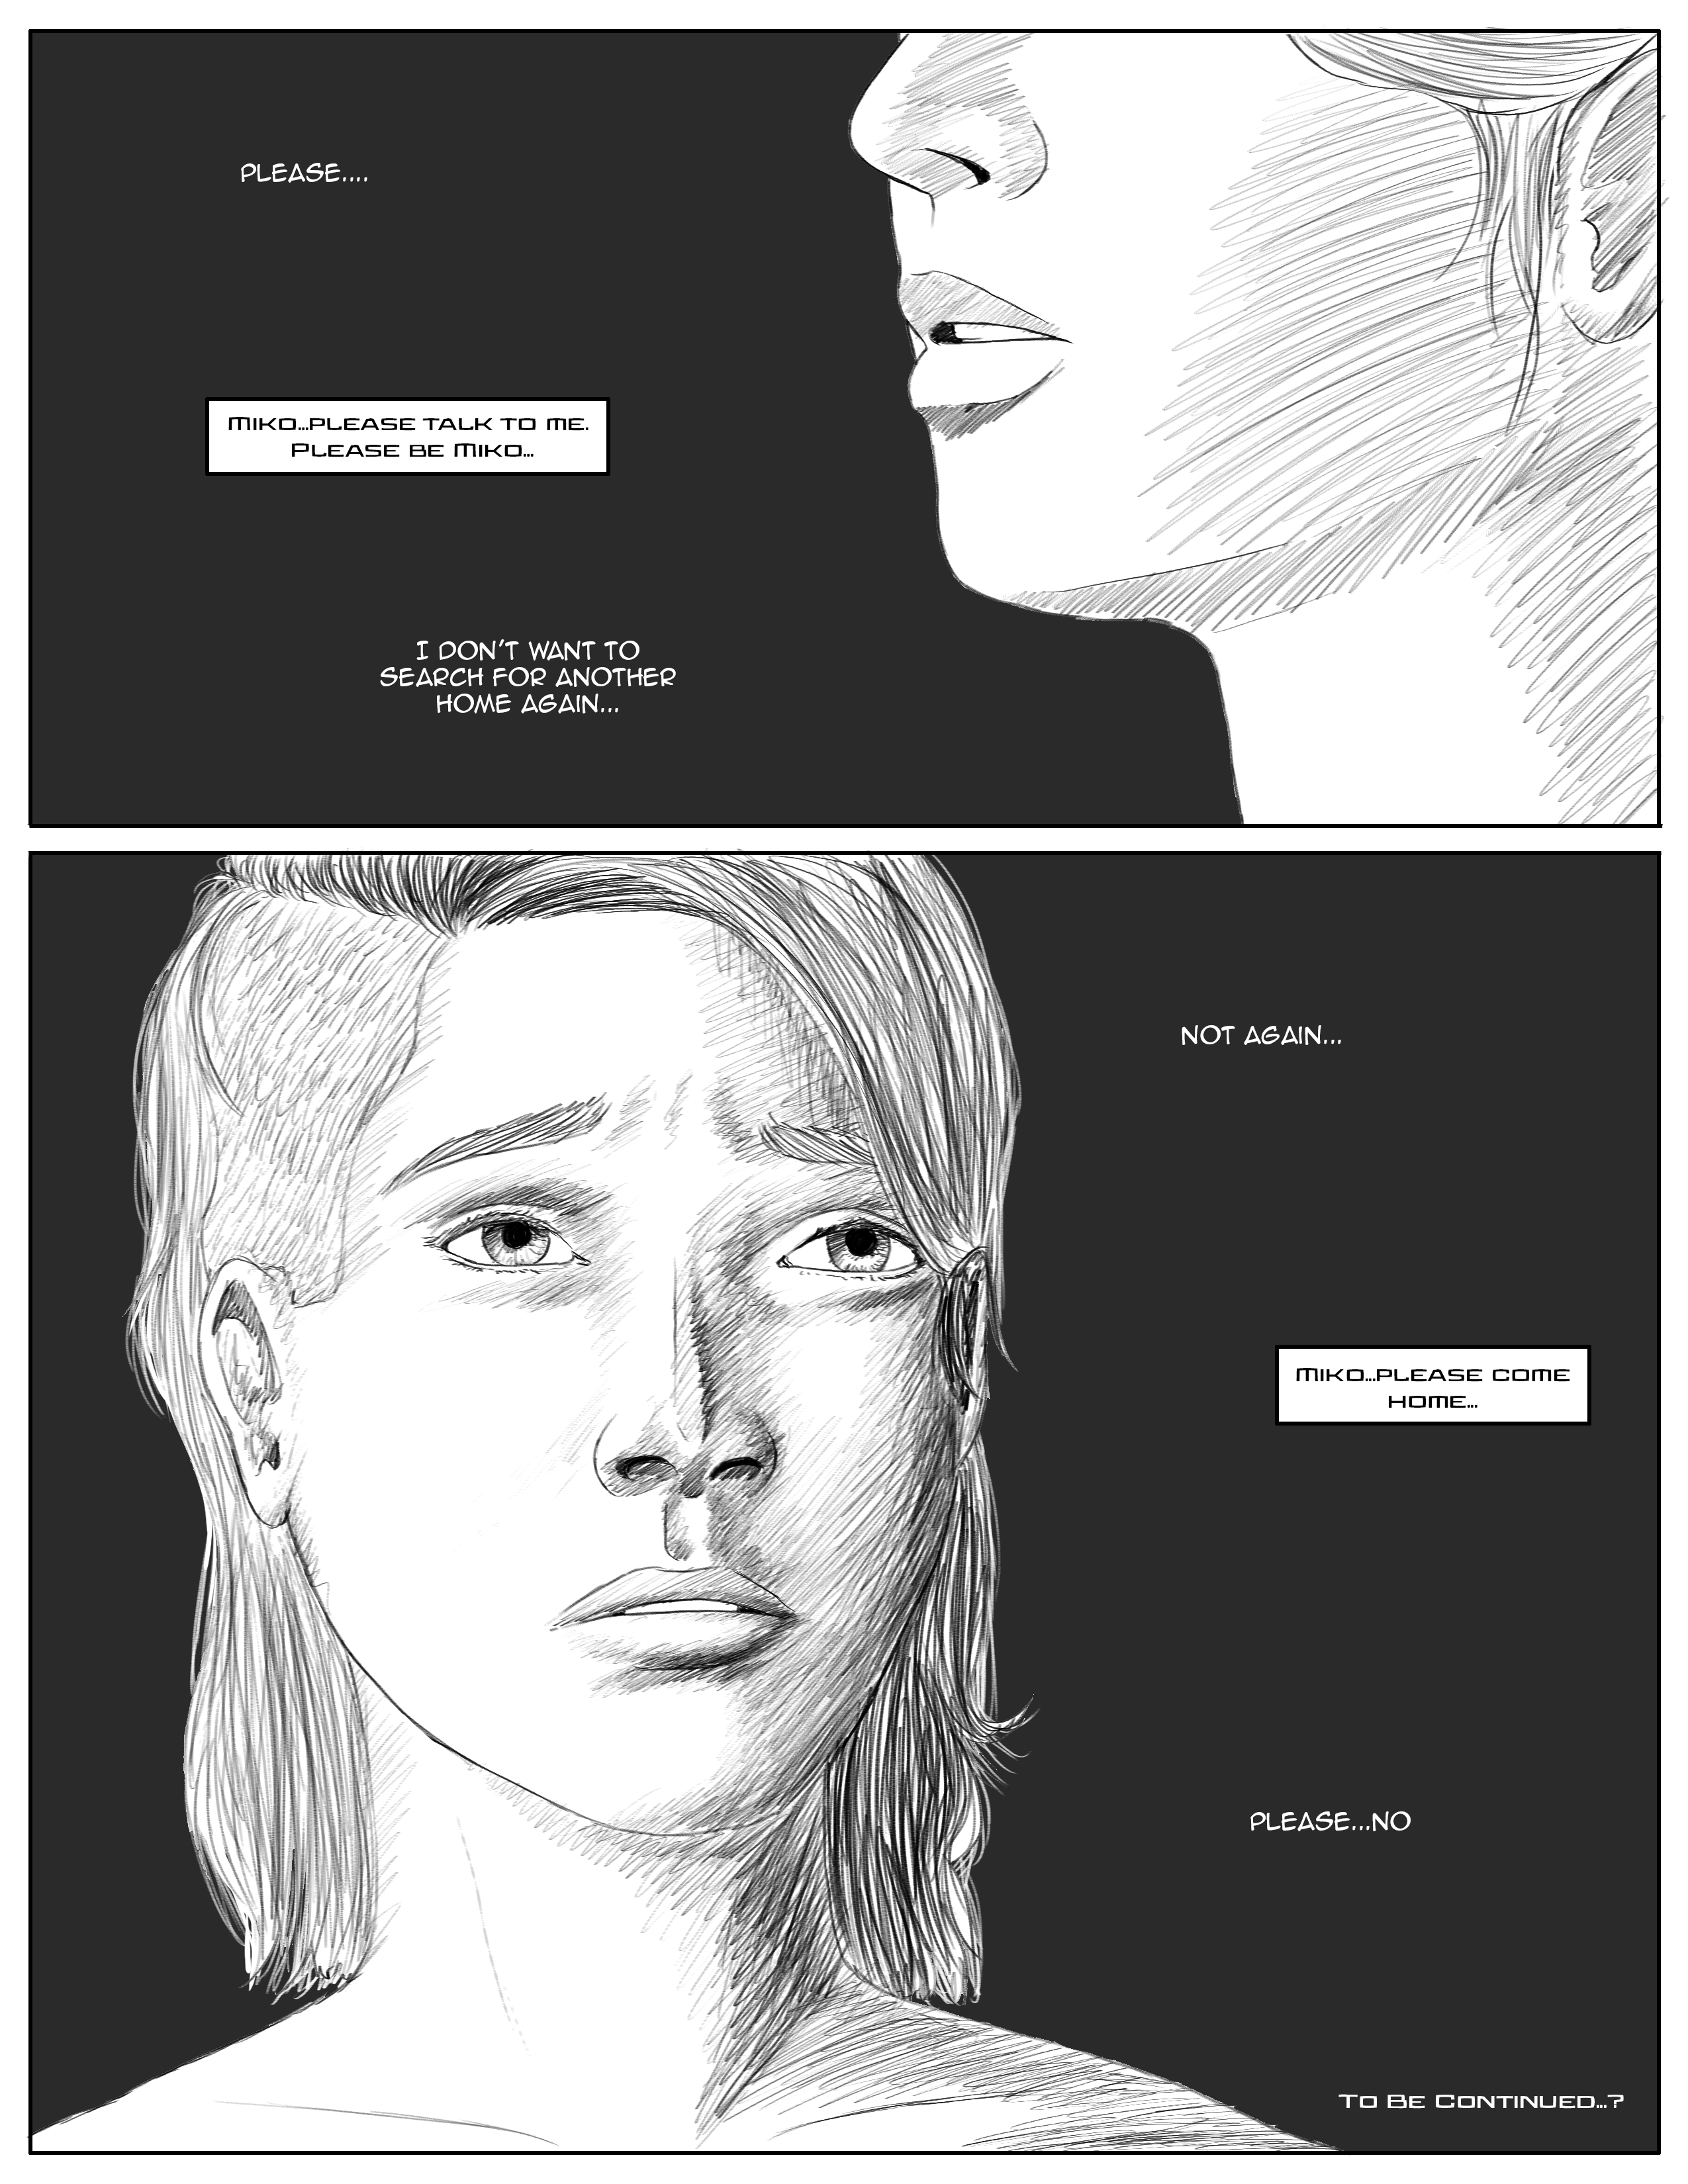 PLEASE....
MIKO...PLEASE TALK TO ME.
PLEASE BE MIKO...
I DON'T WANT TO
SEARCH FOR ANOTHER
HOME AGAIN...
NOT AGAIN...
MIKO...PLEASE COME
HOME...
PLEASE...NO
TO BE CONTINUED...?